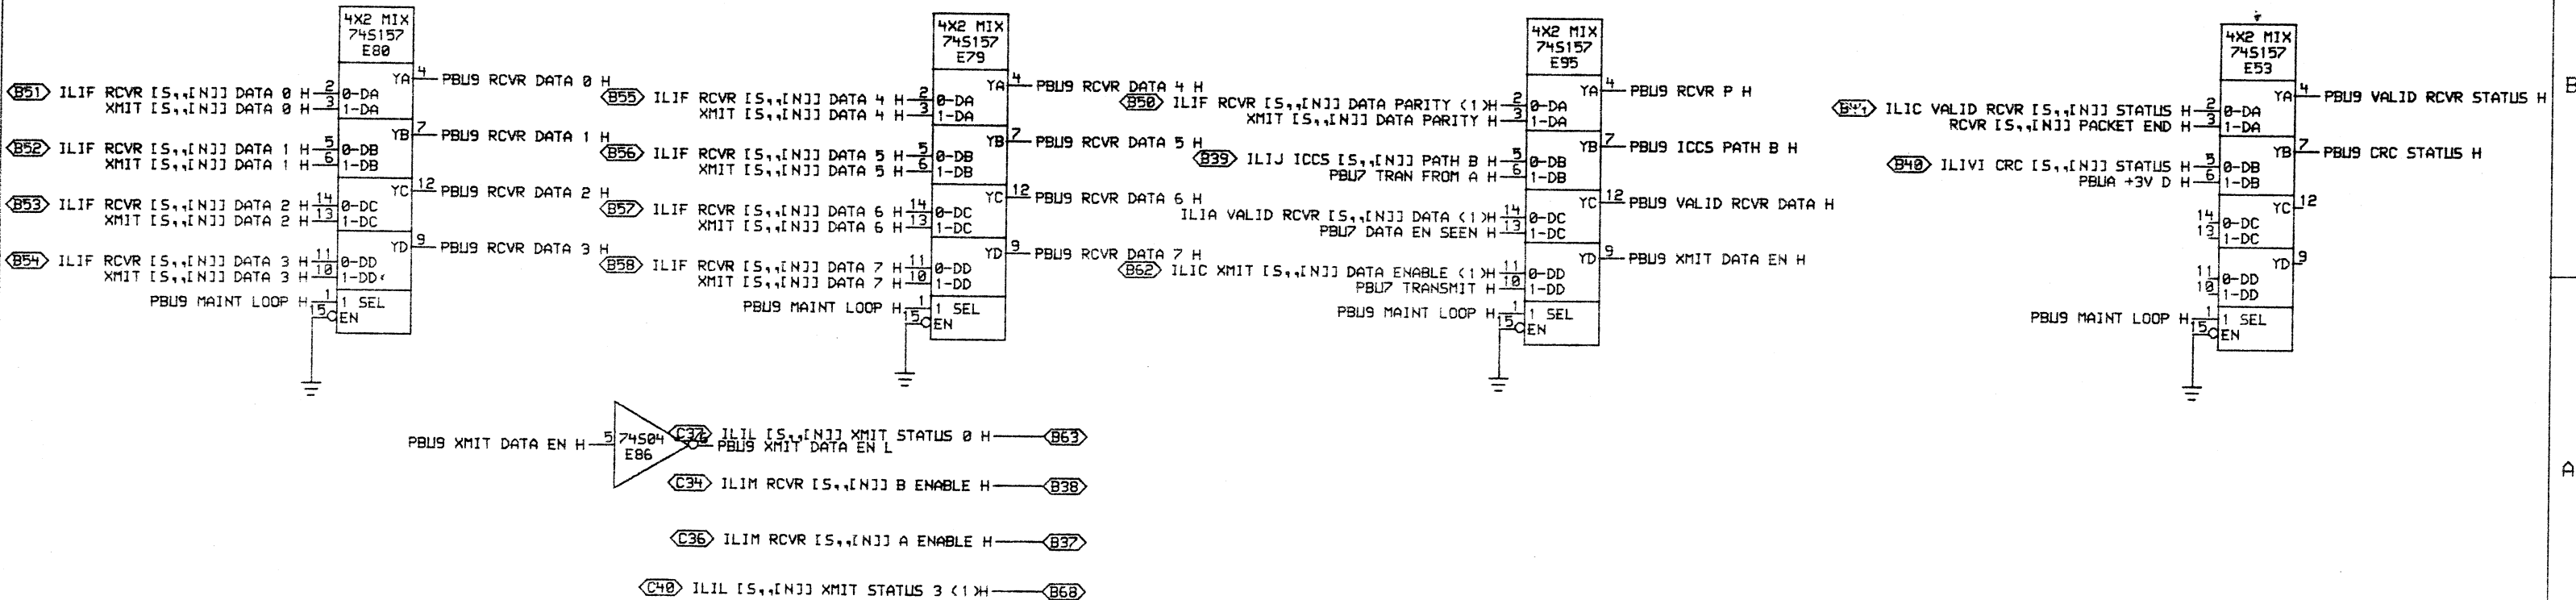 4X2 MIX
74S157
E80
B51 ILIF RCVR [S,,[N]] DATA 0 H 2 0-DA YA 4 PBU9 RCVR DATA 0 H
XMIT [S,,[N]] DATA 0 H 3 1-DA
B52 ILIF RCVR [S,,[N]] DATA 1 H 5 0-DB YB 7 PBU9 RCVR DATA 1 H
XMIT [S,,[N]] DATA 1 H 6 1-DB
B53 ILIF RCVR [S,,[N]] DATA 2 H 14 0-DC YC 12 PBU9 RCVR DATA 2 H
XMIT [S,,[N]] DATA 2 H 13 1-DC
B54 ILIF RCVR [S,,[N]] DATA 3 H 11 0-DD YD 9 PBU9 RCVR DATA 3 H
XMIT [S,,[N]] DATA 3 H 10 1-DD
PBU9 MAINT LOOP H 1 1 SEL
15 EN
4X2 MIX
74S157
E79
B55 ILIF RCVR [S,,[N]] DATA 4 H 2 0-DA YA 4 PBU9 RCVR DATA 4 H
XMIT [S,,[N]] DATA 4 H 3 1-DA
B56 ILIF RCVR [S,,[N]] DATA 5 H 5 0-DB YB 7 PBU9 RCVR DATA 5 H
XMIT [S,,[N]] DATA 5 H 6 1-DB
B57 ILIF RCVR [S,,[N]] DATA 6 H 14 0-DC YC 12 PBU9 RCVR DATA 6 H
XMIT [S,,[N]] DATA 6 H 13 1-DC
B58 ILIF RCVR [S,,[N]] DATA 7 H 11 0-DD YD 9 PBU9 RCVR DATA 7 H
XMIT [S,,[N]] DATA 7 H 10 1-DD
PBU9 MAINT LOOP H 1 1 SEL
15 EN
4X2 MIX
74S157
E95
B50 ILIF RCVR [S,,[N]] DATA PARITY (1)H 2 0-DA YA 4 PBU9 RCVR P H
XMIT [S,,[N]] DATA PARITY H 3 1-DA
B39 ILIJ ICCS [S,,[N]] PATH B H 5 0-DB YB 7 PBU9 ICCS PATH B H
PBU7 TRAN FROM A H 6 1-DB
ILIA VALID RCVR [S,,[N]] DATA (1)H 14 0-DC YC 12 PBU9 VALID RCVR DATA H
PBU7 DATA EN SEEN H 13 1-DC
B62 ILIC XMIT [S,,[N]] DATA ENABLE (1)H 11 0-DD YD 9 PBU9 XMIT DATA EN H
PBU7 TRANSMIT H 10 1-DD
PBU9 MAINT LOOP H 1 1 SEL
15 EN
4X2 MIX
74S157
E53
ILIC VALID RCVR [S,,[N]] STATUS H 2 0-DA YA 4 PBU9 VALID RCVR STATUS H
RCVR [S,,[N]] PACKET END H 3 1-DA
B40 ILIVI CRC [S,,[N]] STATUS H 5 0-DB YB 7 PBU9 CRC STATUS H
PBUA +3V D H 6 1-DB
14 0-DC YC 12
13 1-DC
11 0-DD YD 9
10 1-DD
PBU9 MAINT LOOP H 1 1 SEL
15 EN
B
A
PBU9 XMIT DATA EN H 5 74S04 E86 PBU9 XMIT DATA EN L
C37 ILIL [S,,[N]] XMIT STATUS 0 H B63
C34 ILIM RCVR [S,,[N]] B ENABLE H B38
C36 ILIM RCVR [S,,[N]] A ENABLE H B37
C40 ILIL [S,,[N]] XMIT STATUS 3 (1)H B68